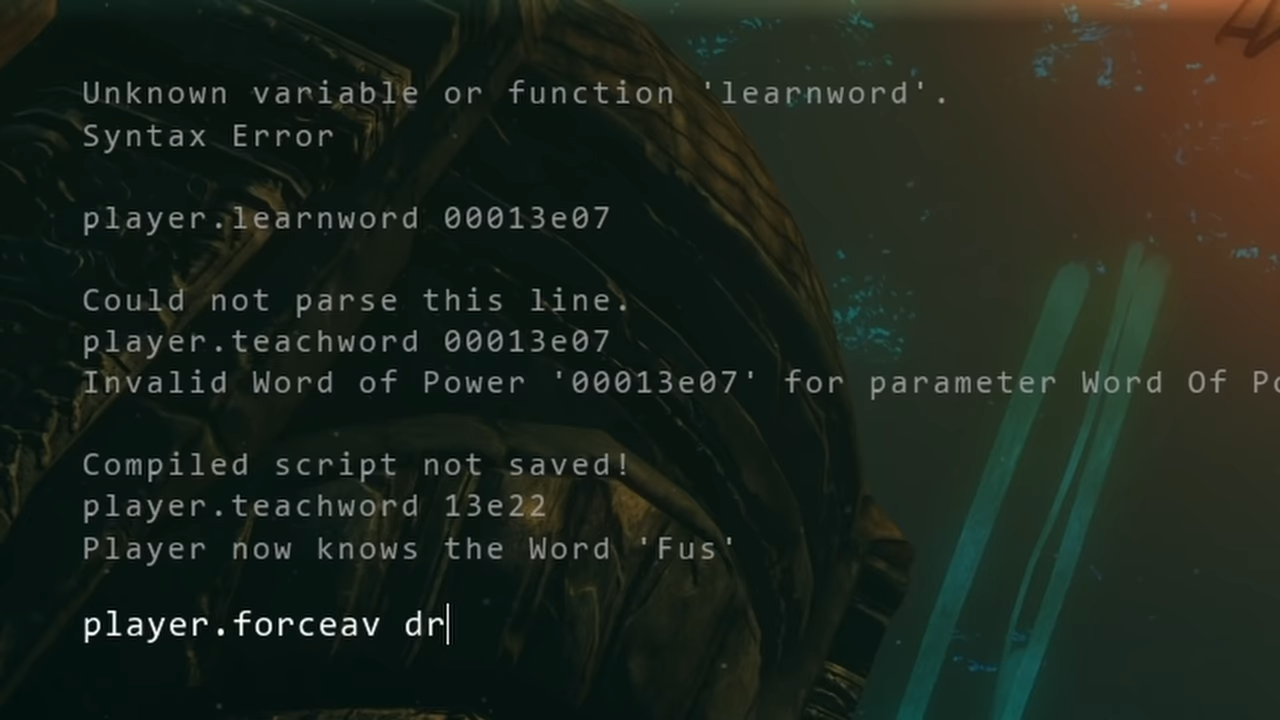 Unknown variable or function 'learnword'.
Syntax Error
player.learnword 00013e07
Could not parse this line.
player.teachword 00013e07
Invalid Word of Power '00013e07' for parameter Word Of Po
Compiled script not saved!
player.teachword 13e22
Player now knows the Word 'Fus'
player.forceav dr